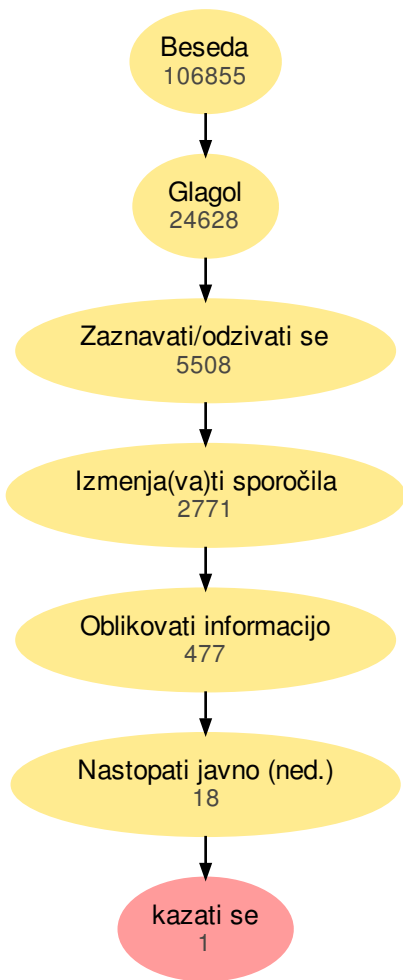 Beseda
106855
Glagol
24628
Zaznavati/odzivati se
5508
Izmenja(va)ti sporočila
2771
Oblikovati informacijo
477
Nastopati javno (ned.)
18
kazati se
1